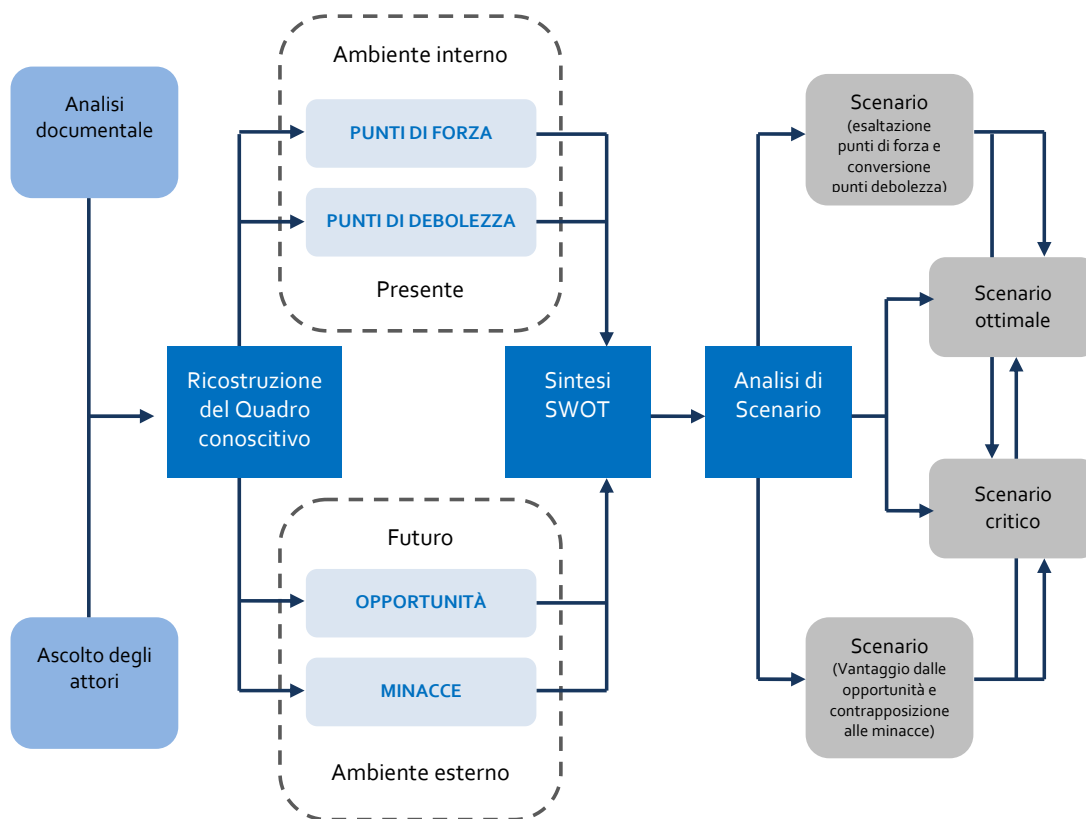 Analisi
documentale
Ascolto degli
attori
Ricostruzione
del Quadro
conoscitivo
Ambiente interno
PUNTI DI FORZA
PUNTI DI DEBOLEZZA
Presente
Futuro
OPPORTUNITÀ
MINACCE
Ambiente esterno
Sintesi
SWOT
Analisi di
Scenario
Scenario
(esaltazione
punti di forza e
conversione
punti debolezza)
Scenario
ottimale
Scenario
critico
Scenario
(Vantaggio dalle
opportunità e
contrapposizione
alle minacce)